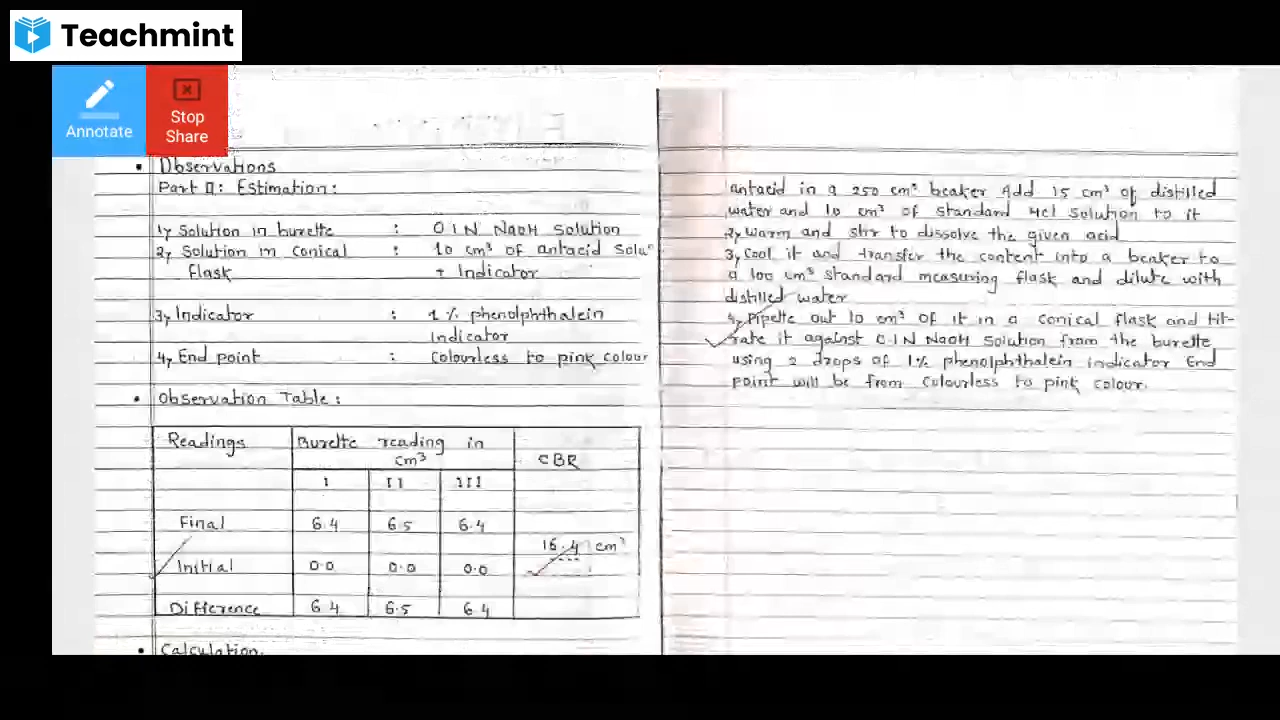 Teachmint
Annotate
Stop
Share
• Observations
Part II: Estimation:
1, Solution in burette : 0.1N NaOH Solution
2, Solution in conical : 10 cm³ of antacid solu
flask + Indicator
3, Indicator : 1% phenolphthalein
indicator
4, End point : colourless to pink colour
• Observation Table:
Readings Burette reading in CBR
cm³
I II III
Final 6.4 6.5 6.4
16.4 cm³
Initial 0.0 0.0 0.0
Difference 6.4 6.5 6.4
• Calculation.
antacid in a 250 cm³ beaker Add 15 cm³ of distilled
water and 10 cm³ of standard Hcl Solution to it
2, warm and stir to dissolve the given acid
3, Cool it and transfer the content into a beaker to
a 100 cm³ standard measuring flask and dilute with
distilled water
4, Pipette out 10 cm³ of it in a conical flask and tit-
rate it against 0.1N NaOH Solution from the burette
using 2 drops of 1% phenolphthalein indicator End
point will be from colourless to pink colour.